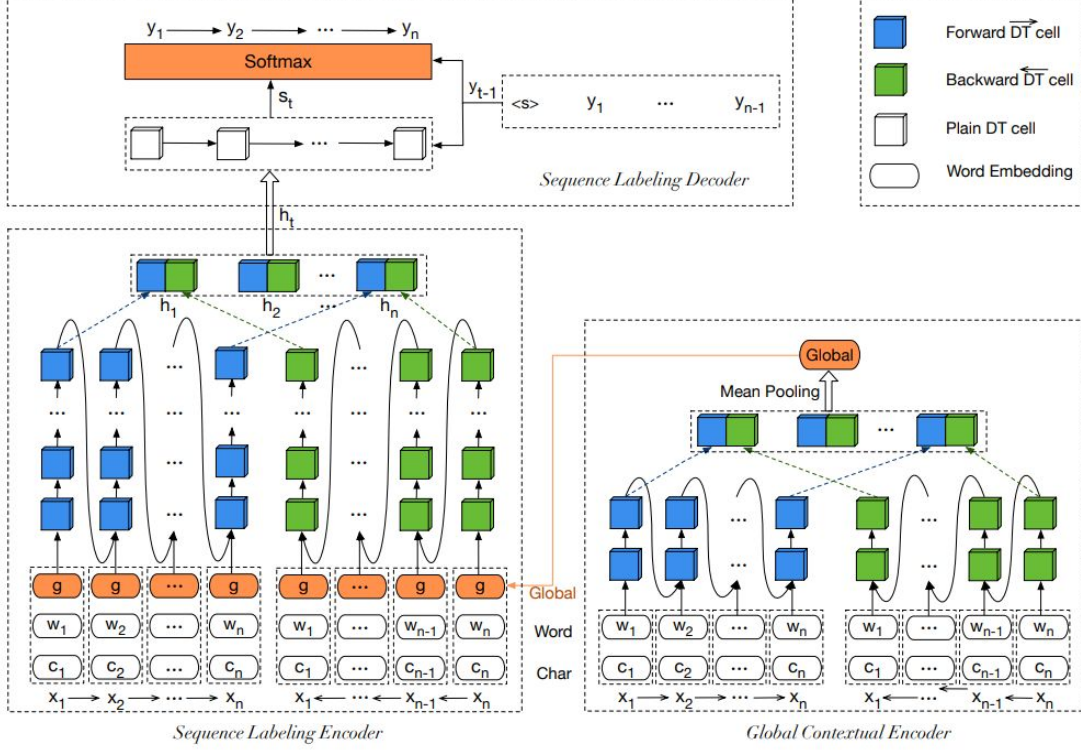 y1 y2 ... yn
Softmax
st
yt-1
<s> y1 ... yn-1
...
Sequence Labeling Decoder
Forward DT cell
Backward DT cell
Plain DT cell
Word Embedding
ht
...
h1 h2 ... hn
... ...
... ... ... ... ... ... ...
... ...
... ...
g g ... g g ... g g
w1 w2 ... wn w1 ... wn-1 wn
c1 c2 ... cn c1 ... cn-1 cn
x1 x2 ... xn x1 ... xn-1 xn
Sequence Labeling Encoder
Global
Word
Char
Global
Mean Pooling
...
... ...
... ...
w1 w2 ... wn w1 ... wn-1 wn
c1 c2 ... cn c1 ... cn-1 cn
x1 x2 ... xn x1 ... xn-1 xn
Global Contextual Encoder